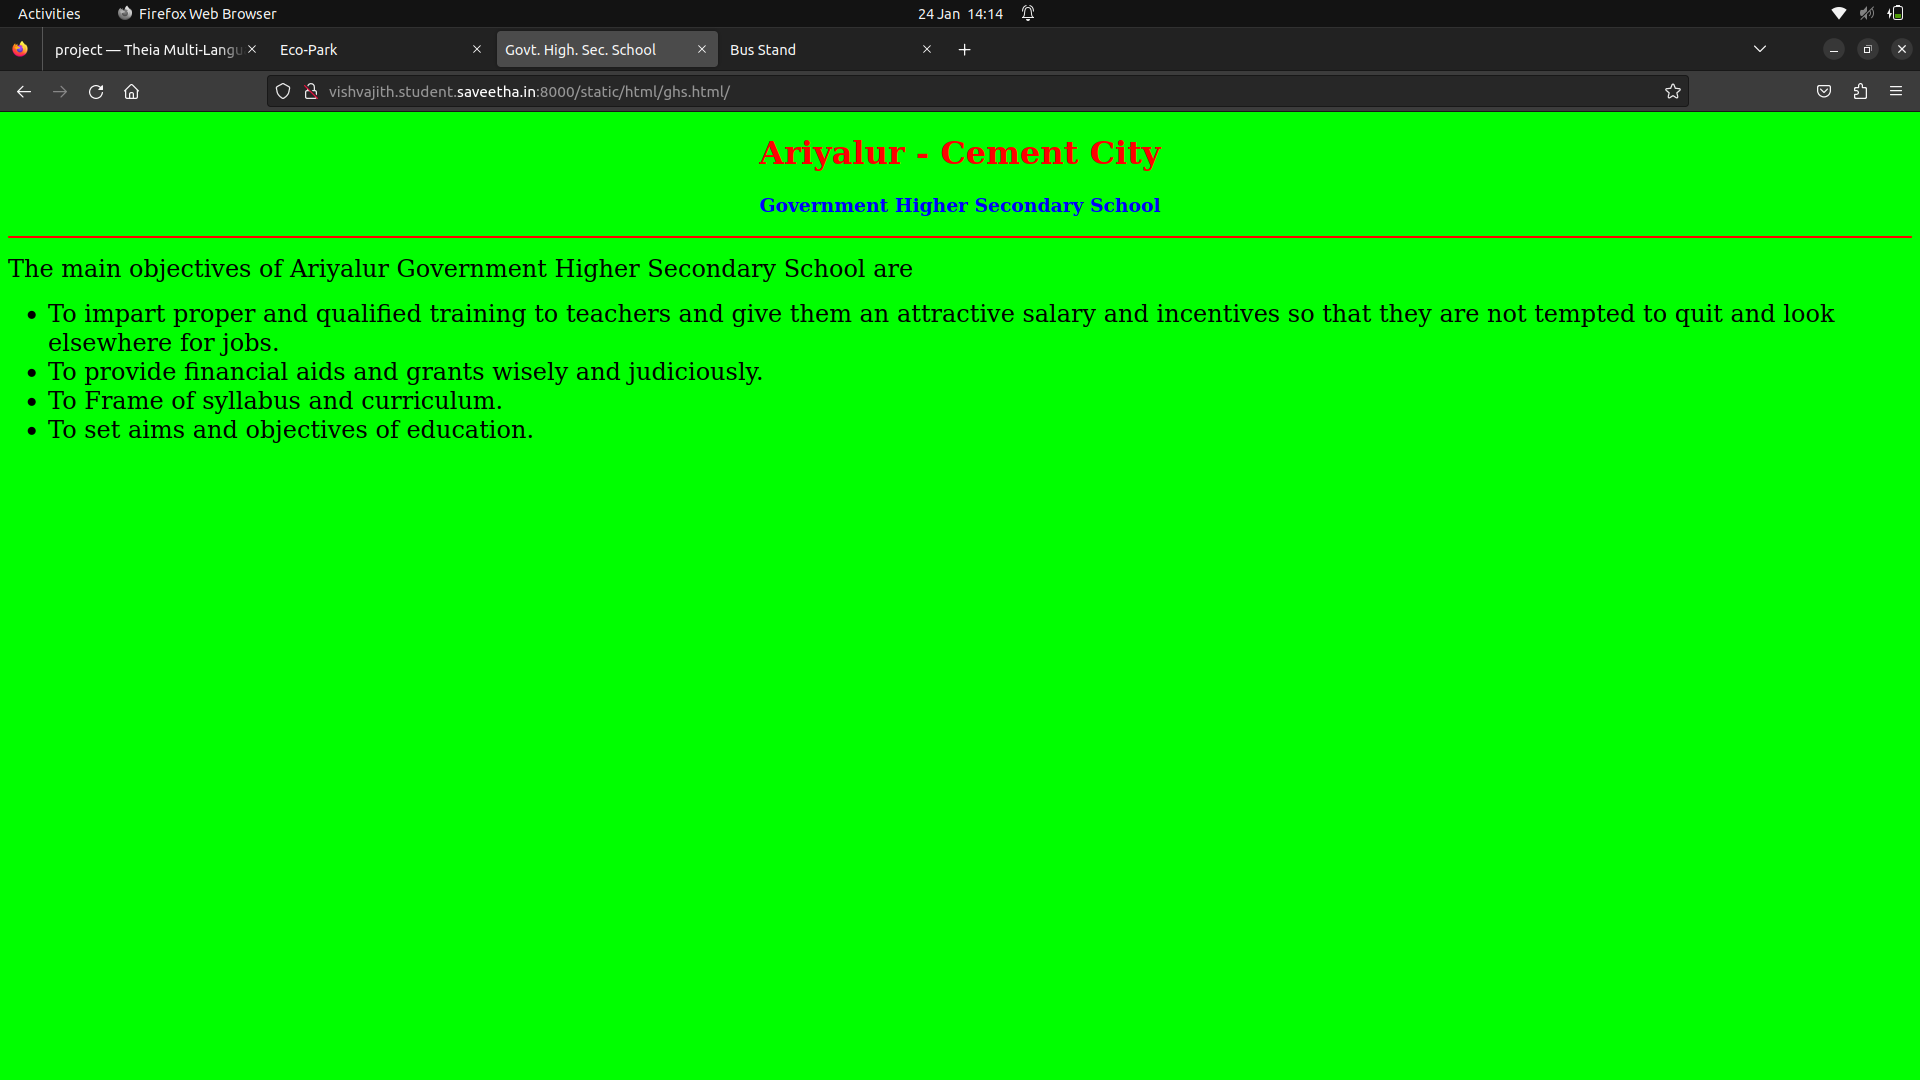 Activities Firefox Web Browser 24 Jan 14:14
project — Theia Multi-Langu Eco-Park Govt. High. Sec. School Bus Stand
vishvajith.student.saveetha.in:8000/static/html/ghs.html/
Ariyalur - Cement City
Government Higher Secondary School
The main objectives of Ariyalur Government Higher Secondary School are
• To impart proper and qualified training to teachers and give them an attractive salary and incentives so that they are not tempted to quit and look
elsewhere for jobs.
• To provide financial aids and grants wisely and judiciously.
• To Frame of syllabus and curriculum.
• To set aims and objectives of education.